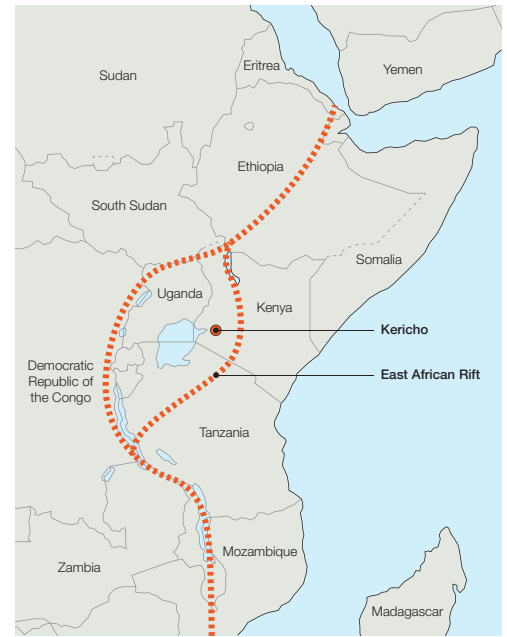 Sudan
Eritrea
Yemen
Ethiopia
South Sudan
Somalia
Uganda
Kenya
Kericho
Democratic
Republic of
the Congo
East African Rift
Tanzania
Mozambique
Zambia
Madagascar